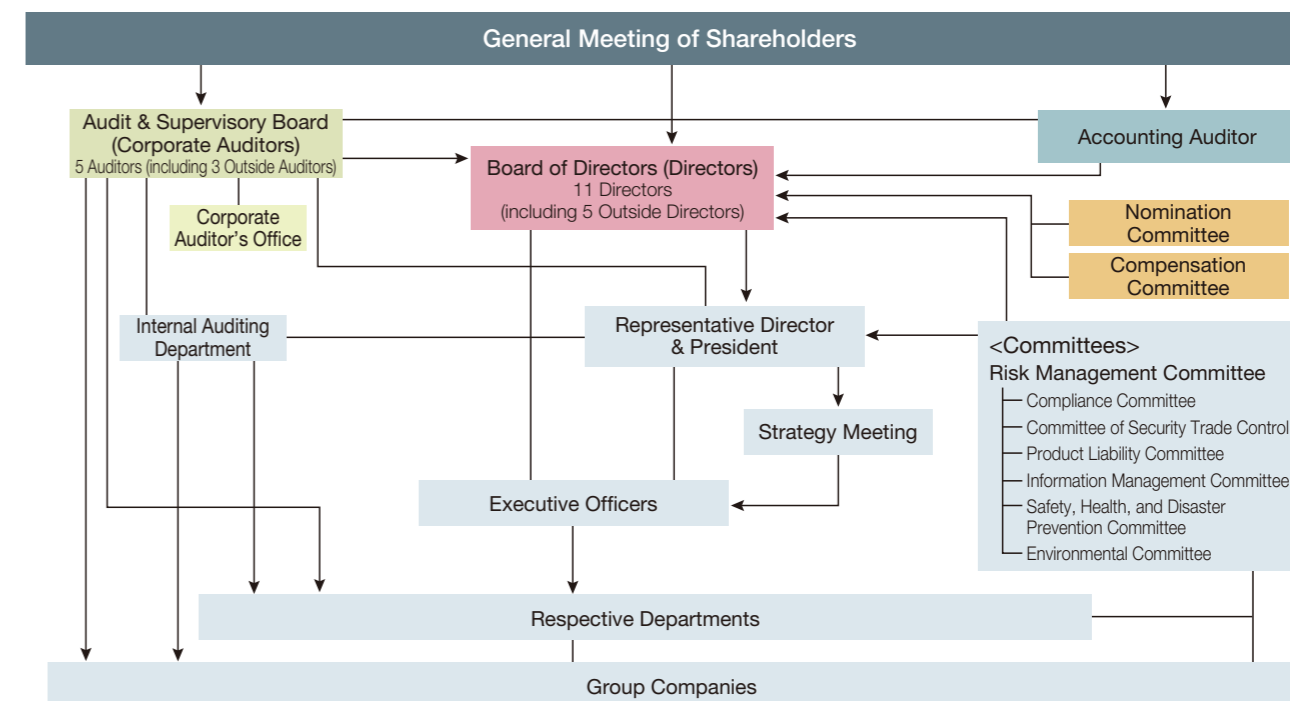 General Meeting of Shareholders
Audit & Supervisory Board
(Corporate Auditors)
5 Auditors (including 3 Outside Auditors)
Accounting Auditor
Board of Directors (Directors)
11 Directors
(including 5 Outside Directors)
Corporate
Auditor’s Office
Nomination
Committee
Compensation
Committee
Internal Auditing
Department
Representative Director
& President
<Committees>
Risk Management Committee
Compliance Committee
Committee of Security Trade Control
Product Liability Committee
Information Management Committee
Safety, Health, and Disaster
Prevention Committee
Environmental Committee
Strategy Meeting
Executive Officers
Respective Departments
Group Companies